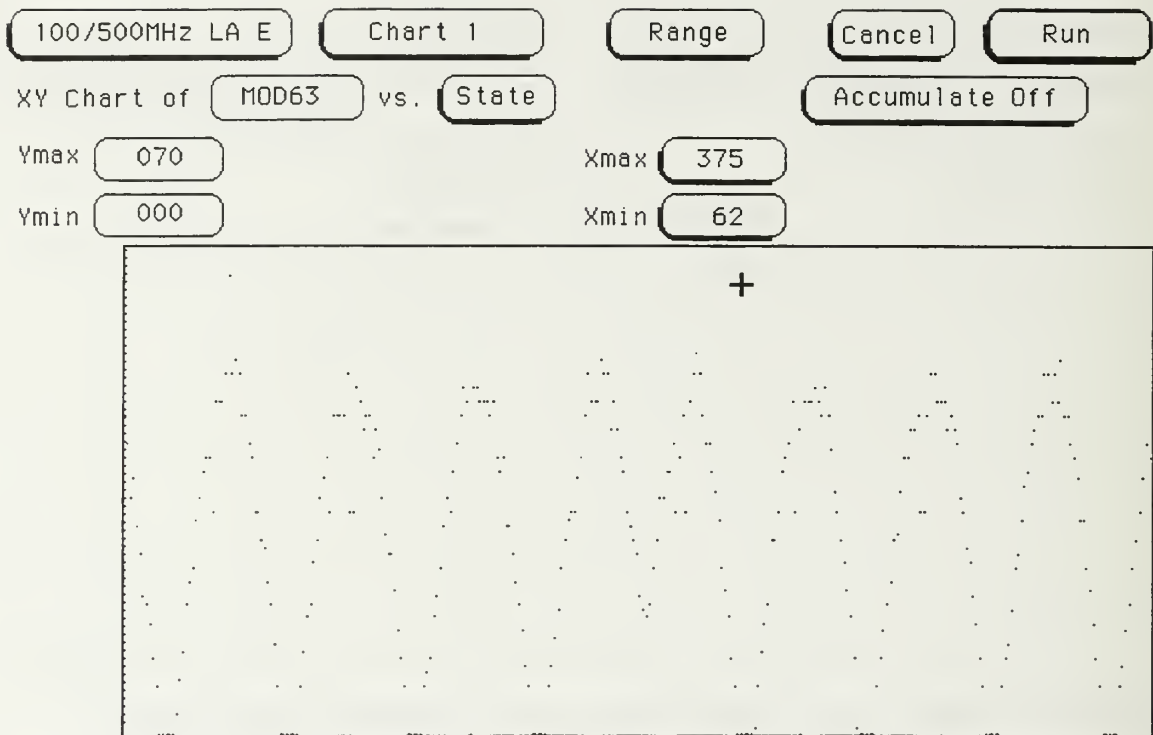 100/500MHz LA E Chart 1 Range Cancel Run
XY Chart of MOD63 vs. State Accumulate Off
Ymax 070 Xmax 375
Ymin 000 Xmin 62